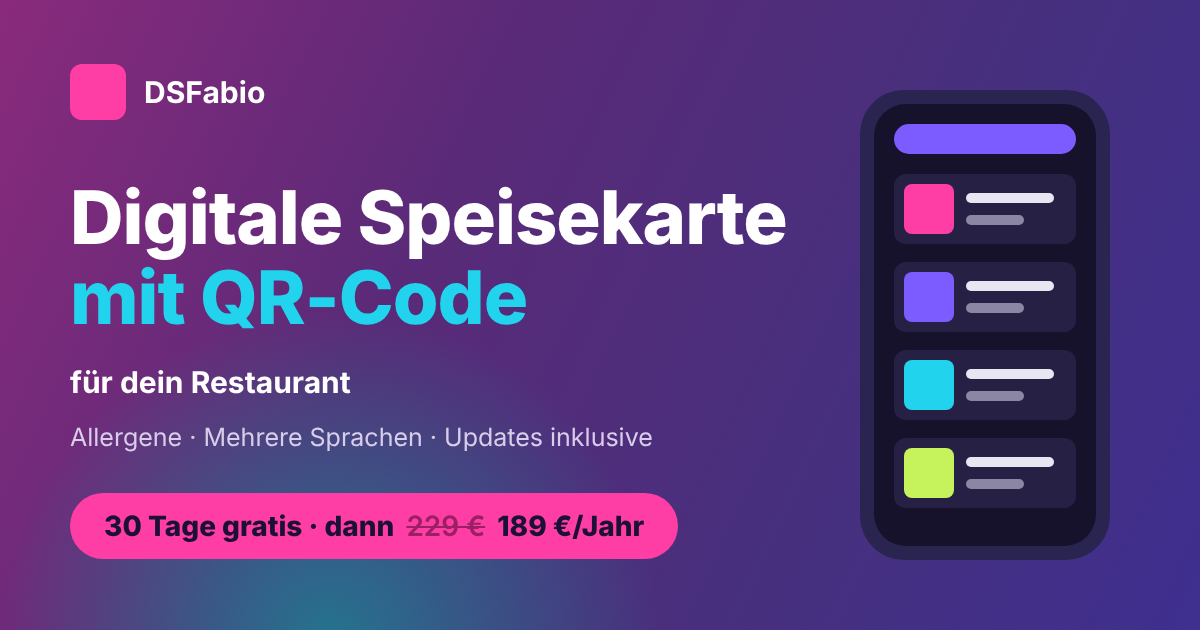 DSFabio
Digitale Speisekarte
mit QR-Code
für dein Restaurant
Allergene · Mehrere Sprachen · Updates inklusive
30 Tage gratis · dann 229 € 189 €/Jahr